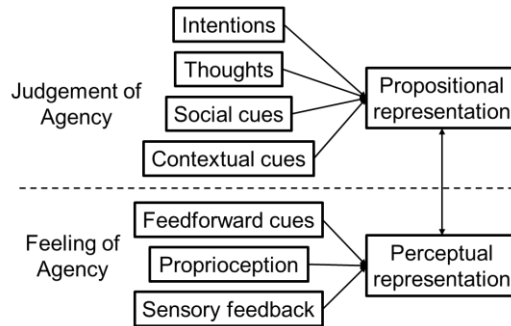 Intentions
Thoughts
Social cues
Contextual cues
Judgement of
Agency
Propositional
representation
Feedforward cues
Proprioception
Sensory feedback
Feeling of
Agency
Perceptual
representation